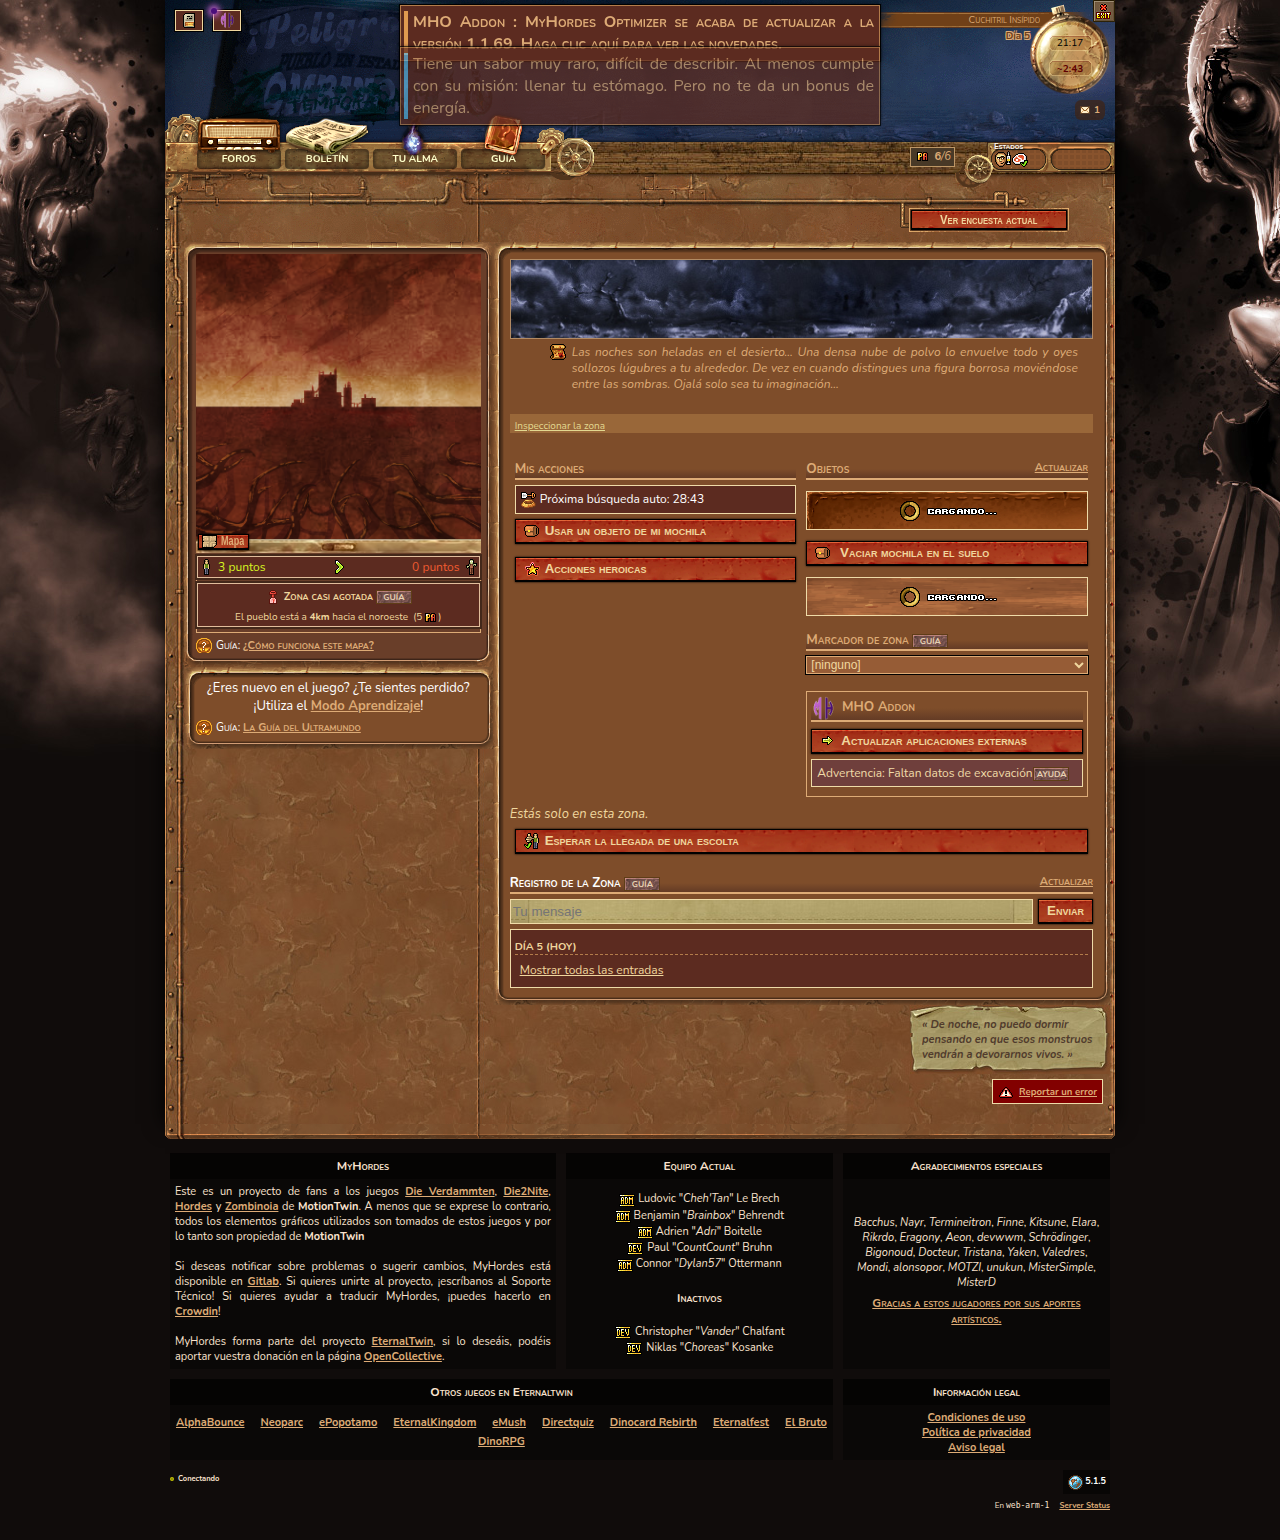 MHO Addon : MyHordes Optimizer se acaba de actualizar a la
versión 1.1.69. Haga clic aquí para ver las novedades.
Tiene un sabor muy raro, difícil de describir. Al menos cumple
con su misión: llenar tu estómago. Pero no te da un bonus de
energía.
Cuchitril Insípido
Día 5
EXIT
21:17
~2:43
1
FOROS
BOLETÍN
TU ALMA
GUÍA
PA 6/6
Estados
Ver encuesta actual
Las noches son heladas en el desierto... Una densa nube de polvo lo envuelve todo y oyes
sollozos lúgubres a tu alrededor. De vez en cuando distingues una figura borrosa moviéndose
entre las sombras. Ojalá solo sea tu imaginación...
Inspeccionar la zona
Mapa
3 puntos
0 puntos
Zona casi agotada GUÍA
El pueblo está a 4km hacia el noroeste (5 PA)
Guía: ¿Cómo funciona este mapa?
¿Eres nuevo en el juego? ¿Te sientes perdido?
¡Utiliza el Modo Aprendizaje!
Guía: La Guía del Ultramundo
Mis acciones
Próxima búsqueda auto: 28:43
Usar un objeto de mi mochila
Acciones heroicas
Objetos
Actualizar
CARGANDO...
Vaciar mochila en el suelo
CARGANDO...
Marcador de zona GUÍA
[ninguno]
MHO Addon
Actualizar aplicaciones externas
Advertencia: Faltan datos de excavación AYUDA
Estás solo en esta zona.
Esperar la llegada de una escolta
Registro de la Zona GUÍA
Actualizar
Tu mensaje
Enviar
DÍA 5 (HOY)
Mostrar todas las entradas
« De noche, no puedo dormir
pensando en que esos monstruos
vendrán a devorarnos vivos. »
Reportar un error
MyHordes
Este es un proyecto de fans a los juegos Die Verdammten, Die2Nite,
Hordes y Zombinoia de MotionTwin. A menos que se exprese lo contrario,
todos los elementos gráficos utilizados son tomados de estos juegos y por
lo tanto son propiedad de MotionTwin
Si deseas notificar sobre problemas o sugerir cambios, MyHordes está
disponible en Gitlab. Si quieres unirte al proyecto, ¡escríbanos al Soporte
Técnico! Si quieres ayudar a traducir MyHordes, ¡puedes hacerlo en
Crowdin!
MyHordes forma parte del proyecto EternalTwin, si lo deseáis, podéis
aportar vuestra donación en la página OpenCollective.
Equipo Actual
ADM Ludovic "Cheh'Tan" Le Brech
ADM Benjamin "Brainbox" Behrendt
ADM Adrien "Adri" Boitelle
DEV Paul "CountCount" Bruhn
ADM Connor "Dylan57" Ottermann
Inactivos
DEV Christopher "Vander" Chalfant
DEV Niklas "Choreas" Kosanke
Agradecimientos especiales
Bacchus, Nayr, Termineitron, Finne, Kitsune, Elara,
Rikrdo, Eragony, Aeon, devwwm, Schrödinger,
Bigonoud, Docteur, Tristana, Yaken, Valedres,
Mondi, alonsopor, MOTZI, unukun, MisterSimple,
MisterD
Gracias a estos jugadores por sus aportes
artísticos.
Otros juegos en Eternaltwin
AlphaBounce Neoparc ePopotamo EternalKingdom eMush Directquiz Dinocard Rebirth Eternalfest El Bruto
DinoRPG
Información legal
Condiciones de uso
Política de privacidad
Aviso legal
Conectando
5.1.5
En web-arm-1 Server Status